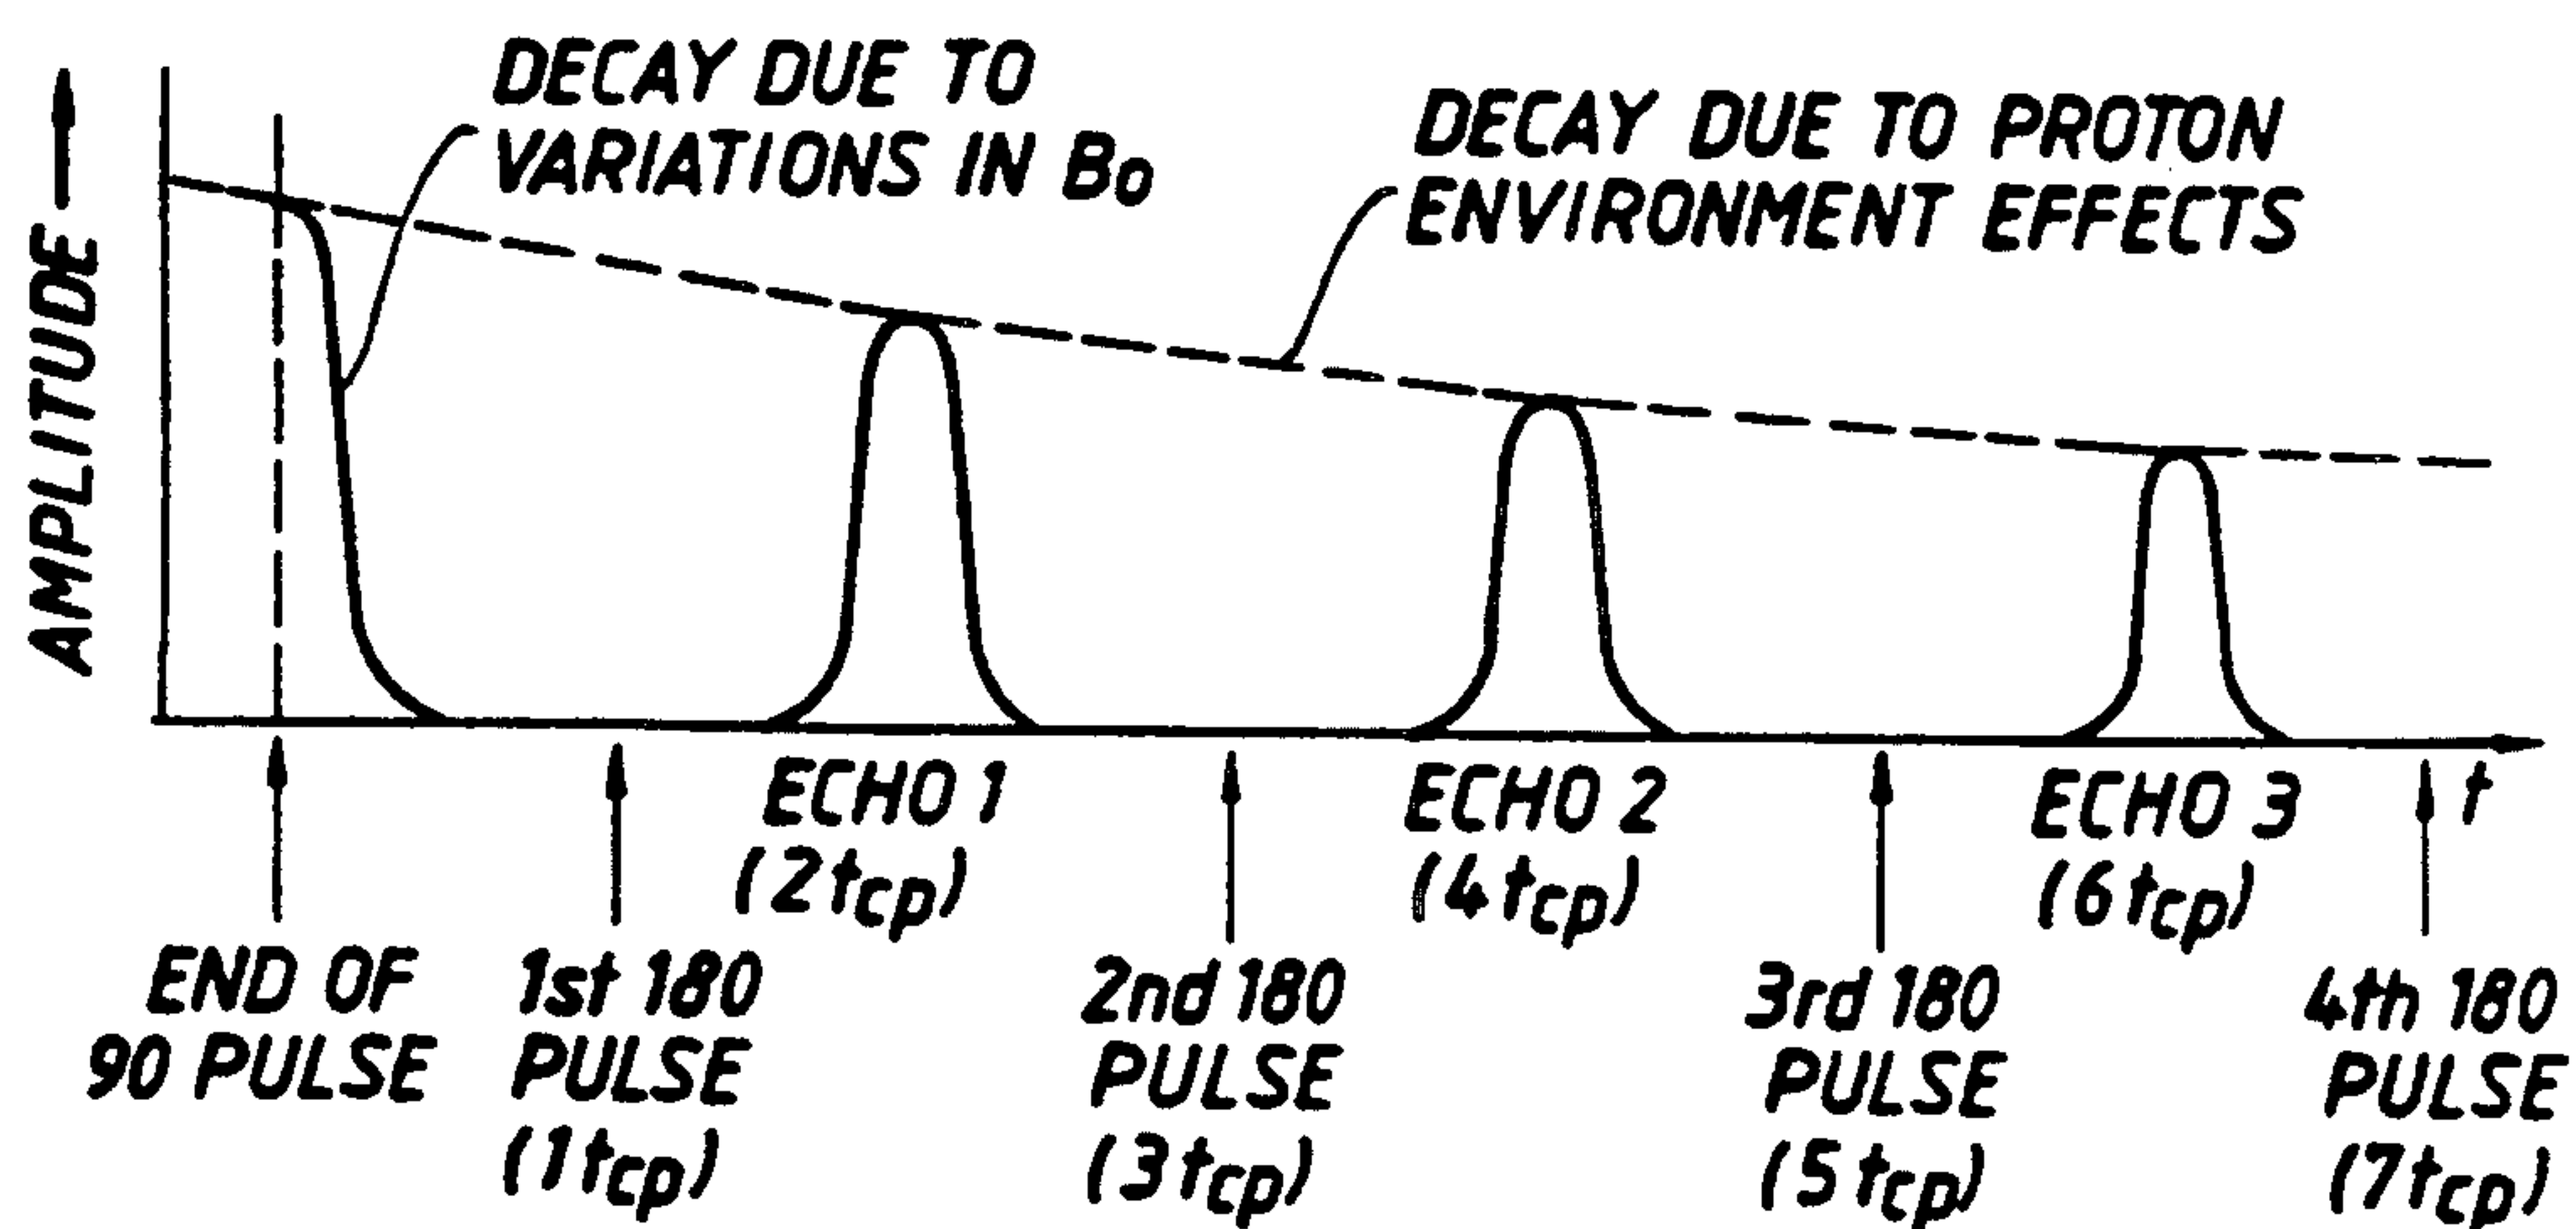 DECAY DUE TO
VARIATIONS IN Bo
DECAY DUE TO PROTON
ENVIRONMENT EFFECTS
AMPLITUDE
ECHO 1
(2tcp)
ECHO 2
(4tcp)
ECHO 3
(6tcp)
t
END OF
90 PULSE
1st 180
PULSE
(1tcp)
2nd 180
PULSE
(3tcp)
3rd 180
PULSE
(5tcp)
4th 180
PULSE
(7tcp)